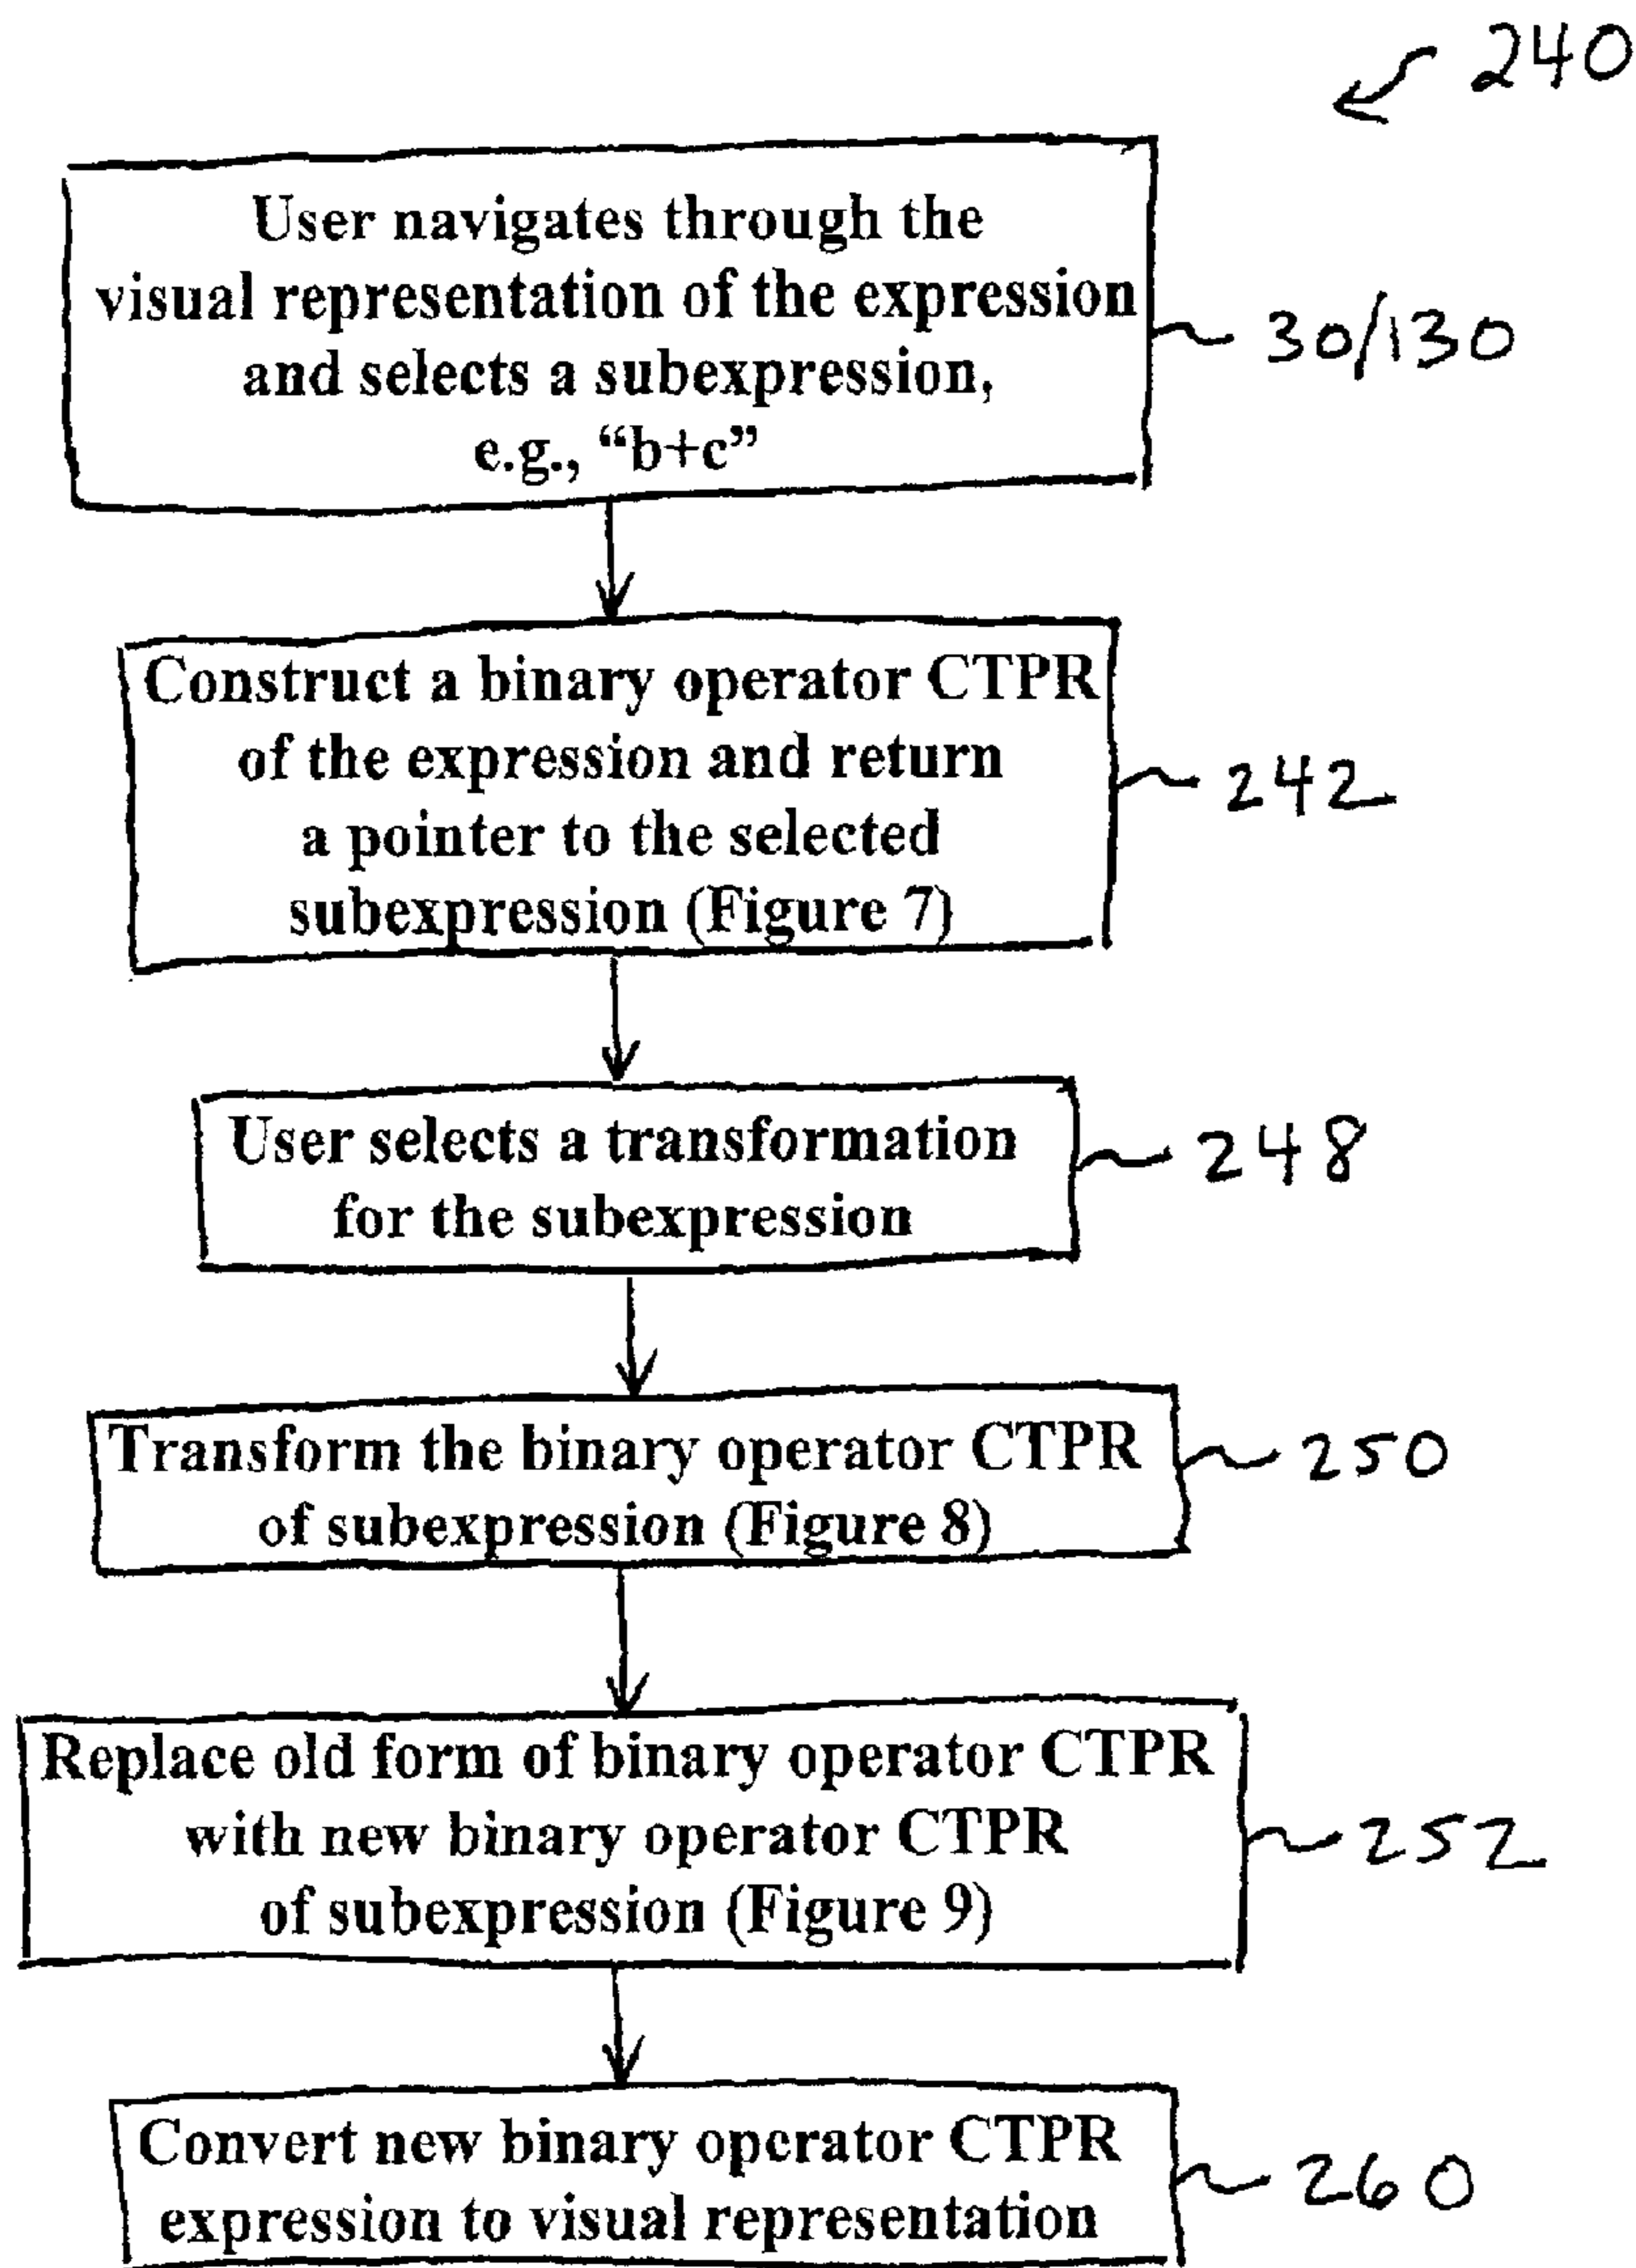 240
User navigates through the
visual representation of the expression
and selects a subexpression,
e.g., “b+c”
30/130
Construct a binary operator CTPR
of the expression and return
a pointer to the selected
subexpression (Figure 7)
242
User selects a transformation
for the subexpression
248
Transform the binary operator CTPR
of subexpression (Figure 8)
250
Replace old form of binary operator CTPR
with new binary operator CTPR
of subexpression (Figure 9)
252
Convert new binary operator CTPR
expression to visual representation
260